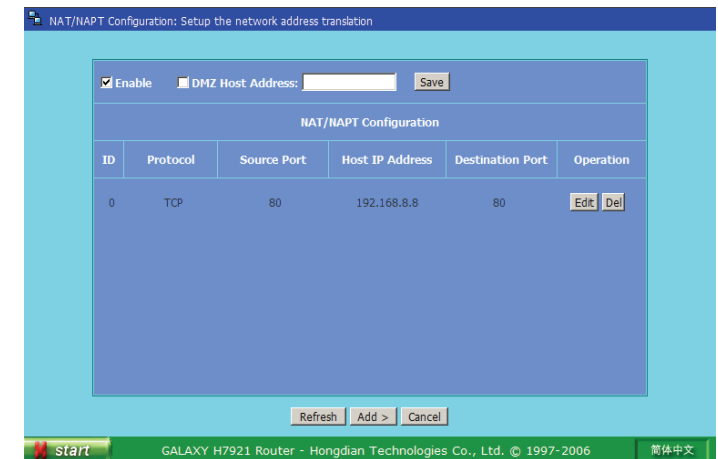 NAT/NAPT Configuration: Setup the network address translation
Enable DMZ Host Address: Save
NAT/NAPT Configuration
ID Protocol Source Port Host IP Address Destination Port Operation
0 TCP 80 192.168.8.8 80 Edit Del
Refresh Add > Cancel
start GALAXY H7921 Router - Hongdian Technologies Co., Ltd. © 1997-2006 简体中文